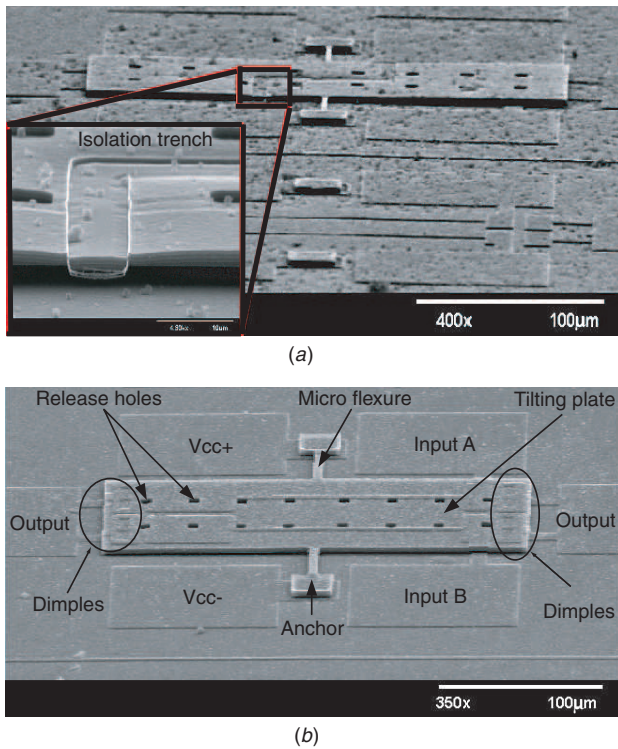 Isolation trench
4.30kx 10µm
400x 100µm
(a)
Release holes Micro flexure Tilting plate
Vcc+ Input A
Output Output
Dimples Vcc- Input B Dimples
Anchor
350x 100µm
(b)